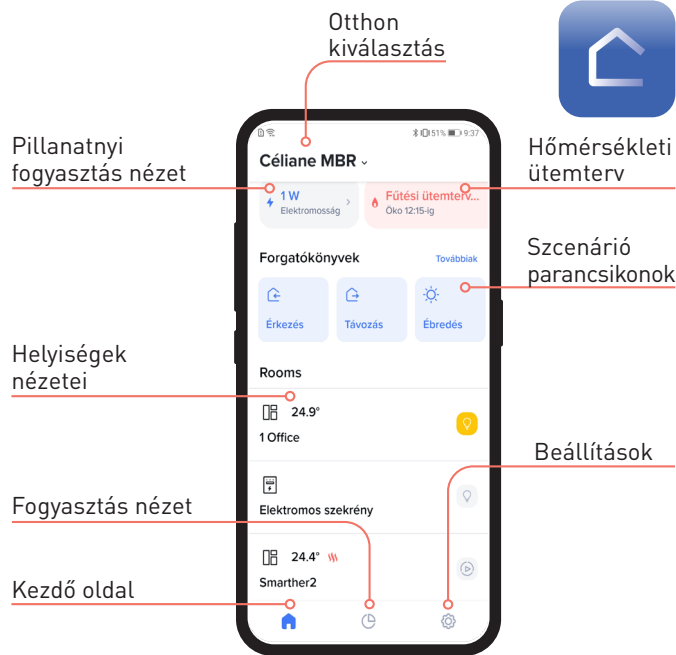 Otthon
kiválasztás
Pillanatnyi
fogyasztás nézet
Hőmérsékleti
ütemterv
Szcenárió
parancsikonok
Helyiségek
nézetei
Beállítások
Fogyasztás nézet
Kezdő oldal
51% 9:37
Céliane MBR
1 W
Elektromosság
Fűtési ütemterv...
Öko 12:15-ig
Forgatókönyvek
Továbbiak
Érkezés
Távozás
Ébredés
Rooms
24.9°
1 Office
Elektromos szekrény
24.4°
Smarther2